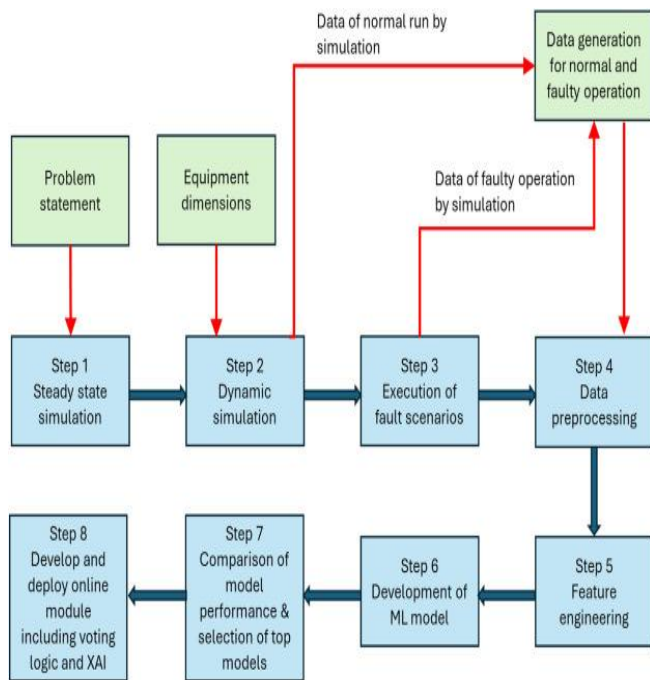 Data of normal run by
simulation
Data generation
for normal and
faulty operation
Problem
statement
Equipment
dimensions
Data of faulty operation
by simulation
Step 1
Steady state
simulation
Step 2
Dynamic
simulation
Step 3
Execution of
fault scenarios
Step 4
Data
preprocessing
Step 8
Develop and
deploy online
module
including voting
logic and XAI
Step 7
Comparison of
model
performance &
selection of top
models
Step 6
Development of
ML model
Step 5
Feature
engineering